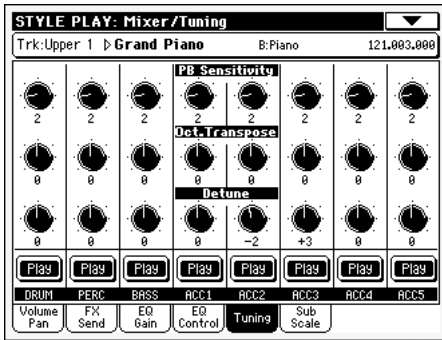 STYLE PLAY: Mixer/Tuning
Trk:Upper 1 Grand Piano B:Piano 121.003.000
PB Sensitivity
2 2 2 2 2 2 2 2
Oct.Transpose
0 0 0 0 0 0 0 0
Detune
0 0 0 0 -2 +3 0 0
Play Play Play Play Play Play Play Play
DRUM PERC BASS ACC1 ACC2 ACC3 ACC4 ACC5
Volume Pan FX Send EQ Gain EQ Control Tuning Sub Scale